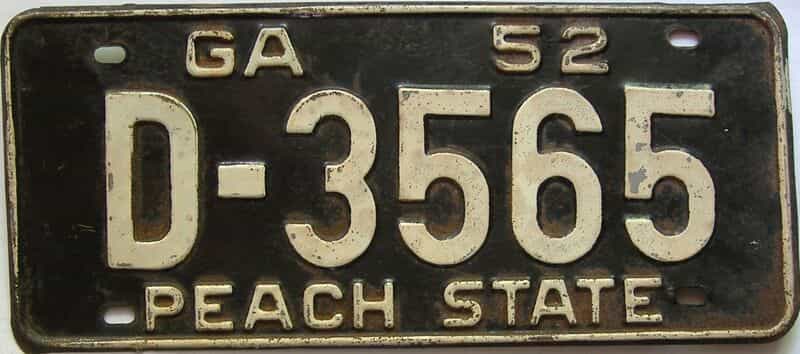 GA 52
D-3565
PEACH STATE